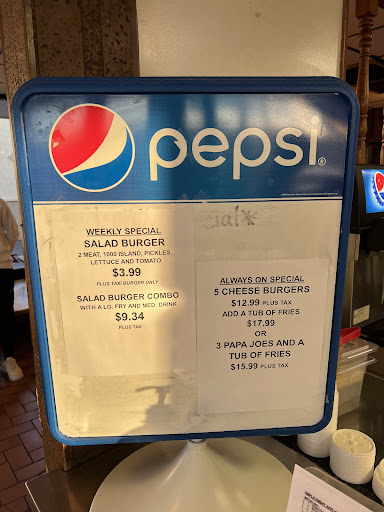 pepsi®
cial*
WEEKLY SPECIAL
SALAD BURGER
2 MEAT, 1000 ISLAND, PICKLES,
LETTUCE AND TOMATO
$3.99
PLUS TAX/ BURGER ONLY
SALAD BURGER COMBO
WITH A LG. FRY AND MED. DRINK
$9.34
PLUS TAX
ALWAYS ON SPECIAL
5 CHEESE BURGERS
$12.99 PLUS TAX
ADD A TUB OF FRIES
$17.99
OR
3 PAPA JOES AND A
TUB OF FRIES
$15.99 PLUS TAX